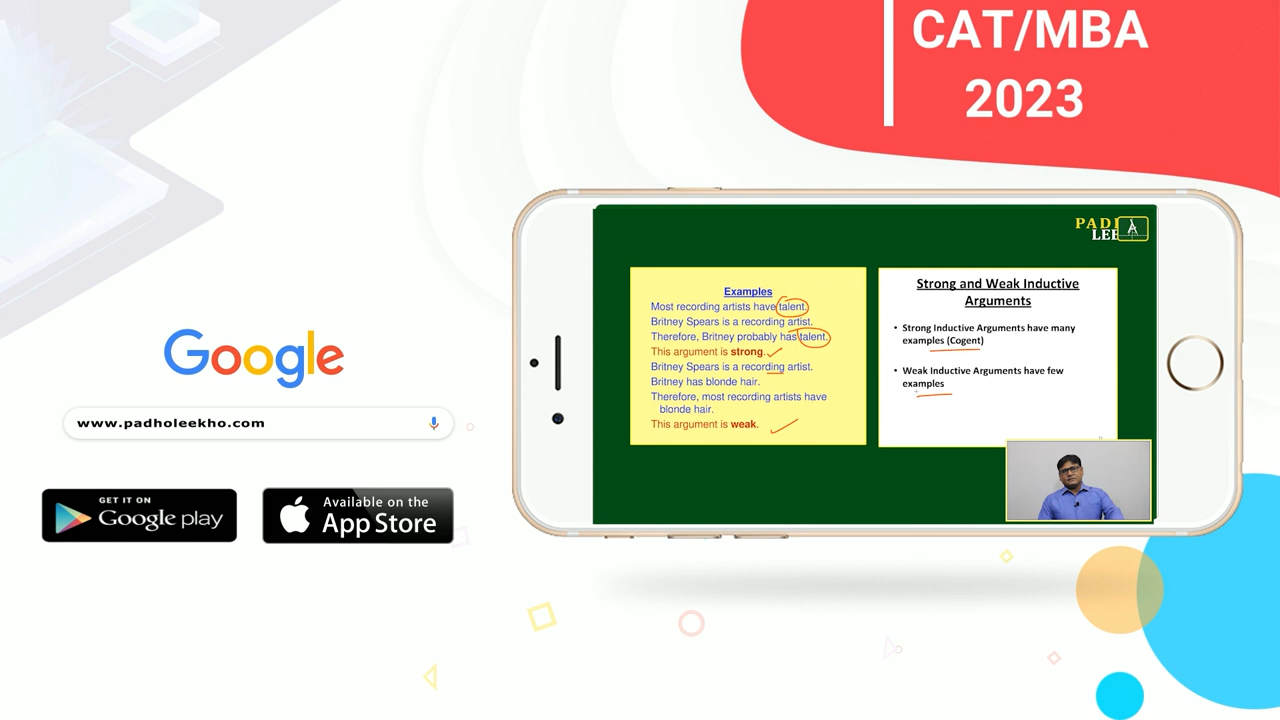 CAT/MBA
2023
Google
www.padholeekho.com
GET IT ON
Google play
Available on the
App Store
PAD
LEE
Examples
Most recording artists have talent.
Britney Spears is a recording artist.
Therefore, Britney probably has talent.
This argument is strong.
Britney Spears is a recording artist.
Britney has blonde hair.
Therefore, most recording artists have
blonde hair.
This argument is weak.
Strong and Weak Inductive
Arguments
• Strong Inductive Arguments have many
examples (Cogent)
• Weak Inductive Arguments have few
examples